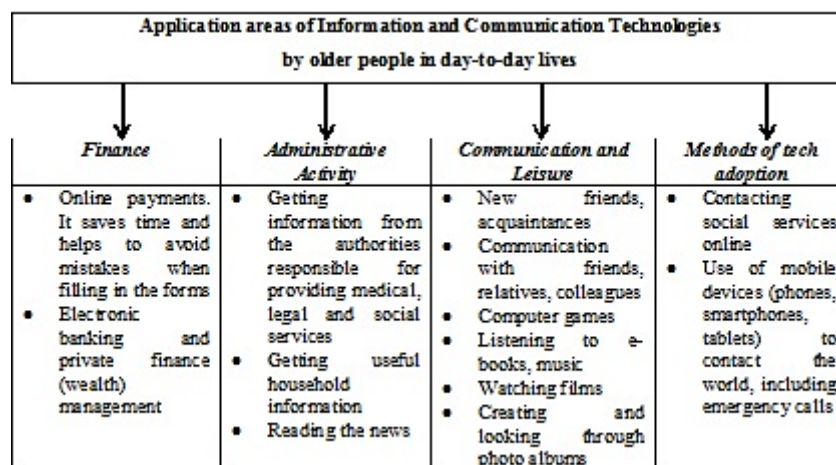 Application areas of Information and Communication Technologies
by older people in day-to-day lives
Finance
● Online payments.
It saves time and
helps to avoid
mistakes when
filling in the forms
● Electronic
banking and
private finance
(wealth)
management
Administrative
Activity
● Getting
information from
the authorities
responsible for
providing medical,
legal and social
services
● Getting useful
household
information
● Reading the news
Communication and
Leisure
● New friends,
acquaintances
● Communication
with friends,
relatives, colleagues
● Computer games
● Listening to e-
books, music
● Watching films
● Creating and
looking through
photo albums
Methods of tech
adoption
● Contacting
social services
online
● Use of mobile
devices (phones,
smartphones,
tablets) to
contact the
world, including
emergency calls